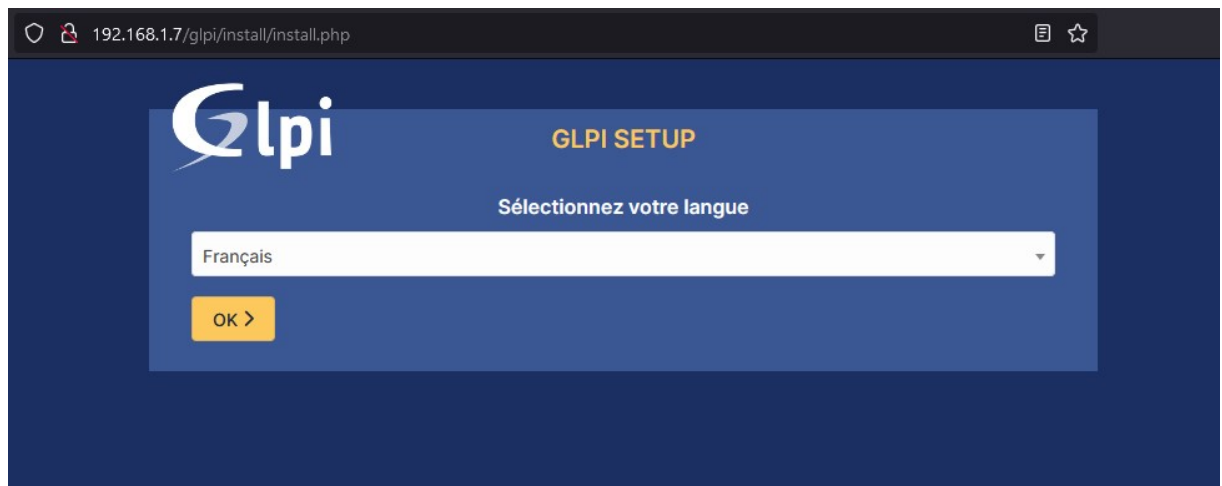 192.168.1.7/glpi/install/install.php
Glpi
GLPI SETUP
Sélectionnez votre langue
Français
OK >